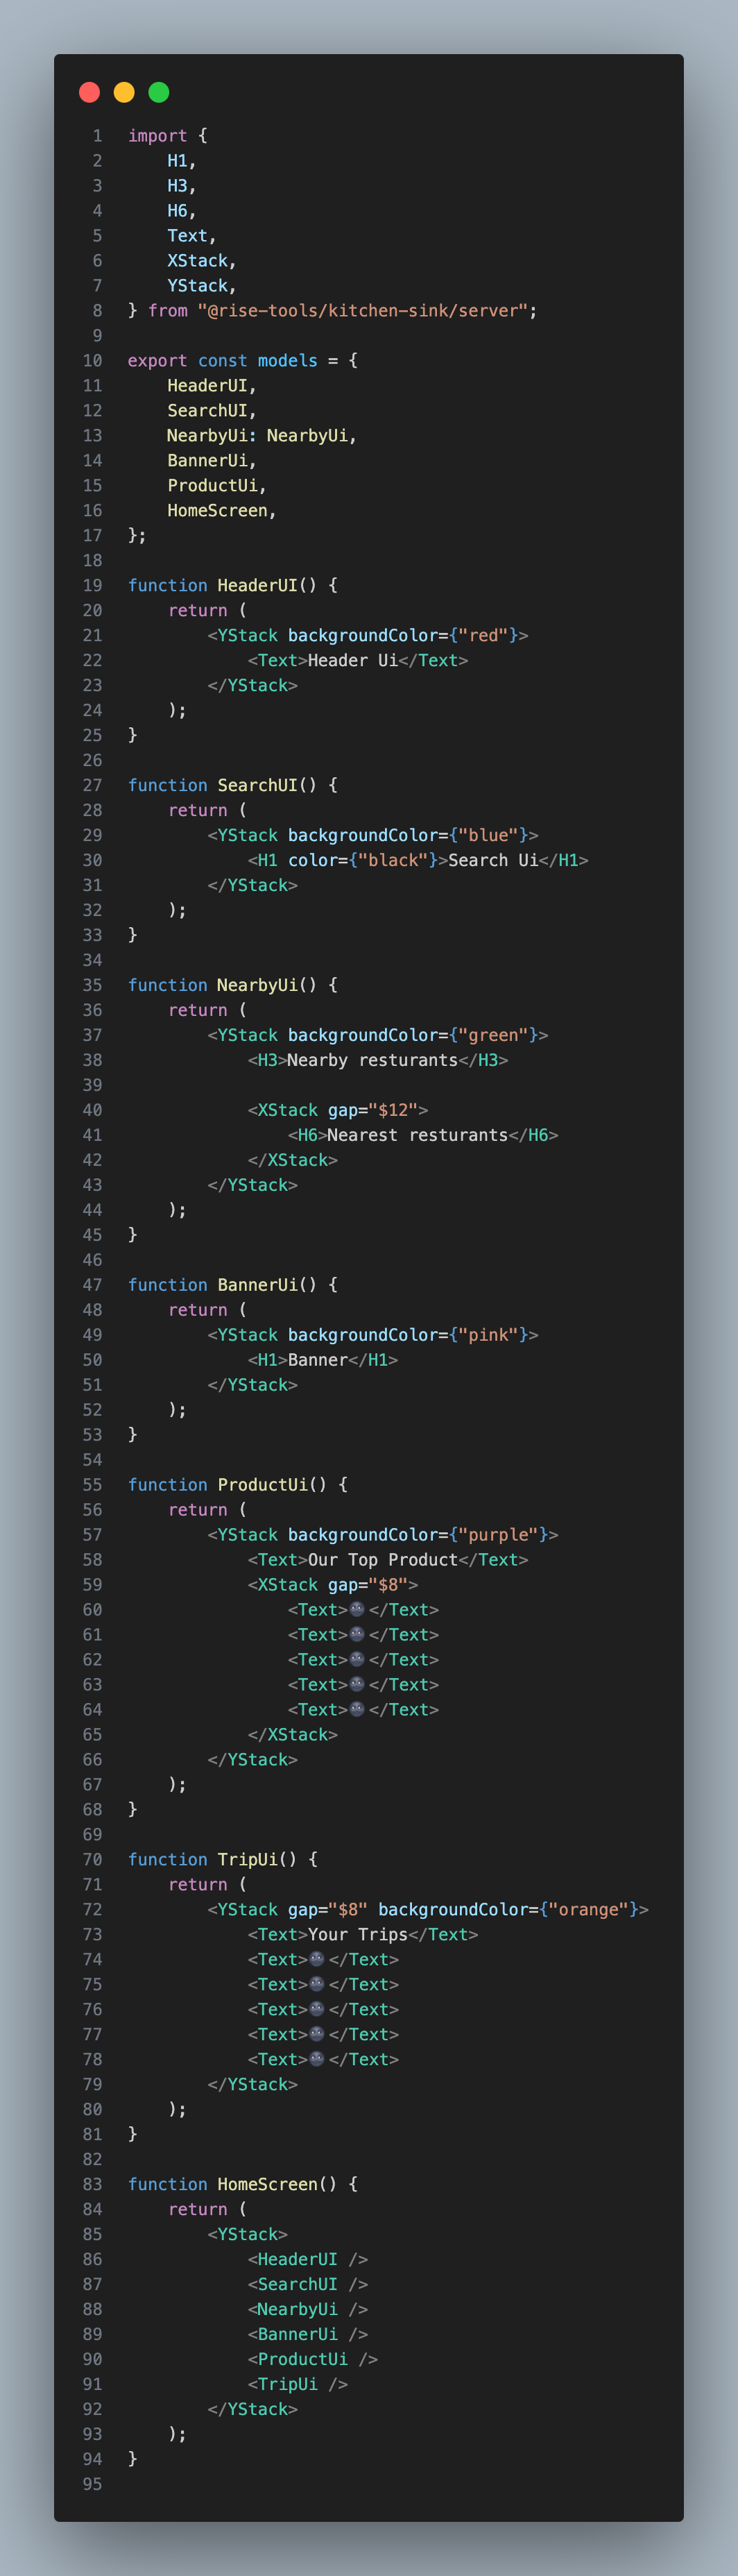 1 import {
2     H1,
3     H3,
4     H6,
5     Text,
6     XStack,
7     YStack,
8 } from "@rise-tools/kitchen-sink/server";
9
10 export const models = {
11     HeaderUI,
12     SearchUI,
13     NearbyUi: NearbyUi,
14     BannerUi,
15     ProductUi,
16     HomeScreen,
17 };
18
19 function HeaderUI() {
20     return (
21         <YStack backgroundColor={"red"}>
22             <Text>Header Ui</Text>
23         </YStack>
24     );
25 }
26
27 function SearchUI() {
28     return (
29         <YStack backgroundColor={"blue"}>
30             <H1 color={"black"}>Search Ui</H1>
31         </YStack>
32     );
33 }
34
35 function NearbyUi() {
36     return (
37         <YStack backgroundColor={"green"}>
38             <H3>Nearby resturants</H3>
39
40             <XStack gap="$12">
41                 <H6>Nearest resturants</H6>
42             </XStack>
43         </YStack>
44     );
45 }
46
47 function BannerUi() {
48     return (
49         <YStack backgroundColor={"pink"}>
50             <H1>Banner</H1>
51         </YStack>
52     );
53 }
54
55 function ProductUi() {
56     return (
57         <YStack backgroundColor={"purple"}>
58             <Text>Our Top Product</Text>
59             <XStack gap="$8">
60                 <Text>🌚</Text>
61                 <Text>🌚</Text>
62                 <Text>🌚</Text>
63                 <Text>🌚</Text>
64                 <Text>🌚</Text>
65             </XStack>
66         </YStack>
67     );
68 }
69
70 function TripUi() {
71     return (
72         <YStack gap="$8" backgroundColor={"orange"}>
73             <Text>Your Trips</Text>
74             <Text>🌚</Text>
75             <Text>🌚</Text>
76             <Text>🌚</Text>
77             <Text>🌚</Text>
78             <Text>🌚</Text>
79         </YStack>
80     );
81 }
82
83 function HomeScreen() {
84     return (
85         <YStack>
86             <HeaderUI />
87             <SearchUI />
88             <NearbyUi />
89             <BannerUi />
90             <ProductUi />
91             <TripUi />
92         </YStack>
93     );
94 }
95